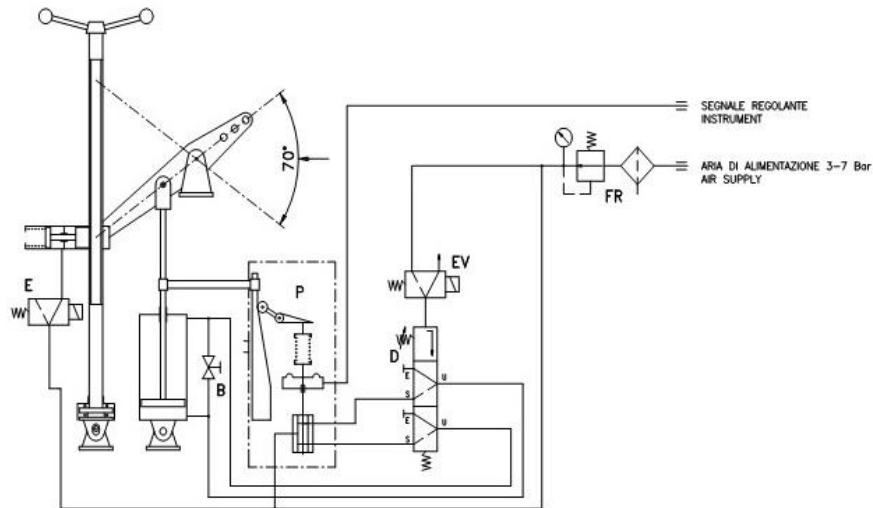 SEGNALE REGOLANTE
INSTRUMENT
ARIA DI ALIMENTAZIONE 3-7 Bar
AIR SUPPLY
FR
70°
EV
E
P
D
B
E
U
S
E
U
S